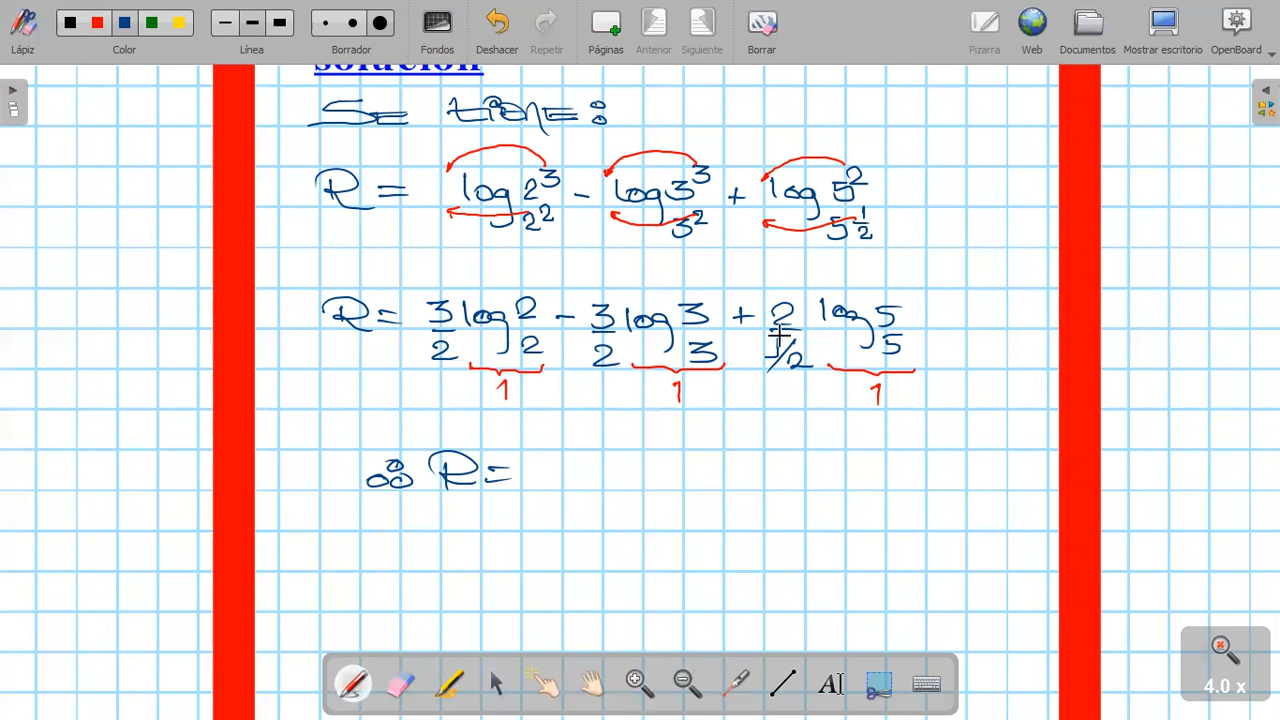 Lápiz Color Línea Borrador Fondos Deshacer Repetir Páginas Anterior Siguiente Borrar Pizarra Web Documentos Mostrar escritorio OpenBoard
solución
Se tiene:
R = log_{2^2} 2^3 - log_{3^2} 3^3 + log_{5^{1/2}} 5^2
R = 3/2 log_2 2 - 3/2 log_3 3 + 2/(1/2) log_5 5
1 1 1
∴ R =
4.0 x